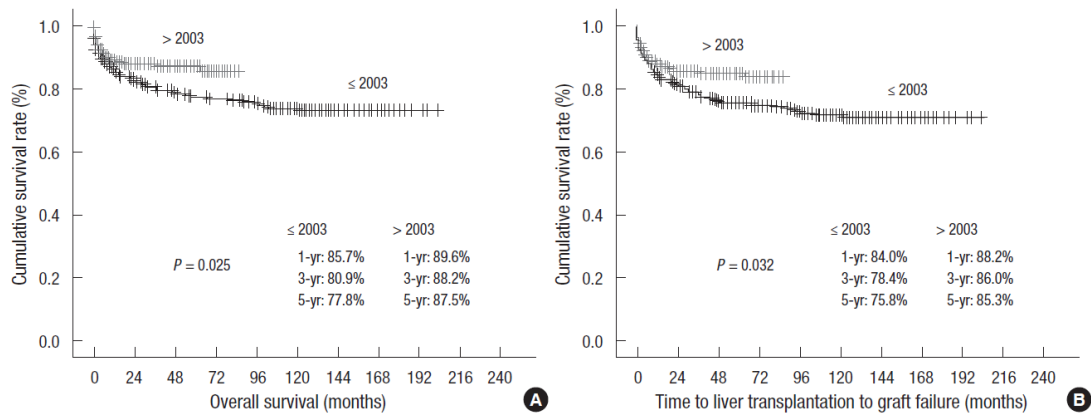 Cumulative survival rate (%)
1.0
0.8
0.6
0.4
0.2
0.0
> 2003
≤ 2003
≤ 2003 > 2003
P = 0.025
1-yr: 85.7% 1-yr: 89.6%
3-yr: 80.9% 3-yr: 88.2%
5-yr: 77.8% 5-yr: 87.5%
0 24 48 72 96 120 144 168 192 216 240
Overall survival (months)
A
Cumulative survival rate (%)
1.0
0.8
0.6
0.4
0.2
0.0
> 2003
≤ 2003
≤ 2003 > 2003
P = 0.032
1-yr: 84.0% 1-yr: 88.2%
3-yr: 78.4% 3-yr: 86.0%
5-yr: 75.8% 5-yr: 85.3%
0 24 48 72 96 120 144 168 192 216 240
Time to liver transplantation to graft failure (months)
B